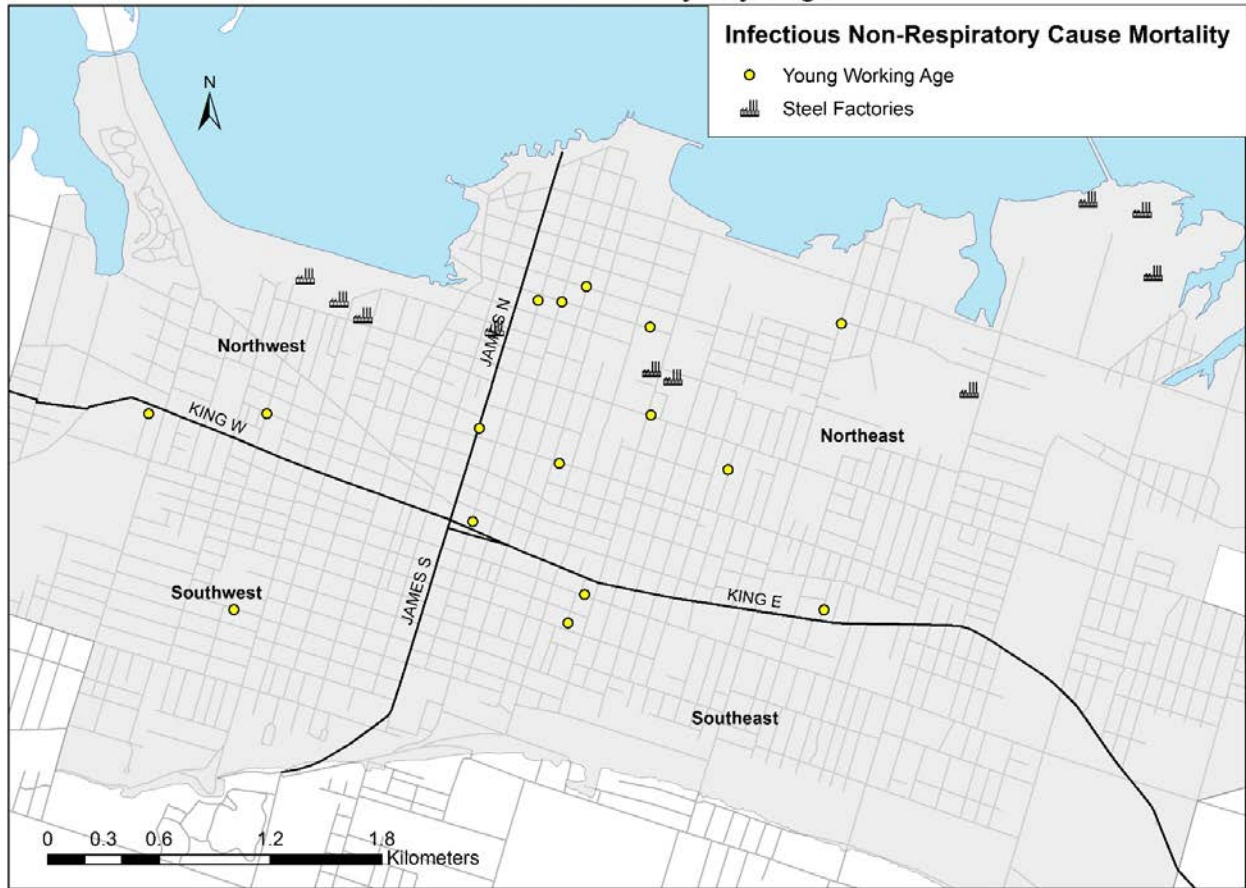 Infectious Non-Respiratory Cause Mortality
Young Working Age
Steel Factories
N
JAMES N
Northwest
KING W
Northeast
Southwest
JAMES S
KING E
Southeast
0 0.3 0.6 1.2 1.8
Kilometers